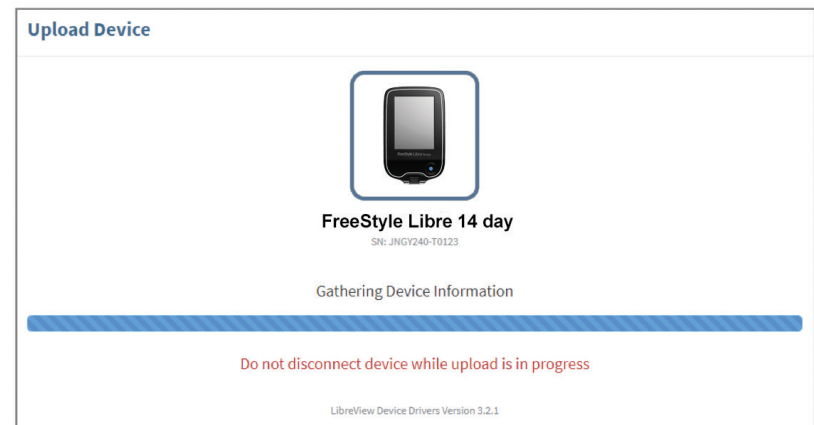 Upload Device
FreeStyle Libre 14 day
SN: JNGY240-T0123
Gathering Device Information
Do not disconnect device while upload is in progress
LibreView Device Drivers Version 3.2.1